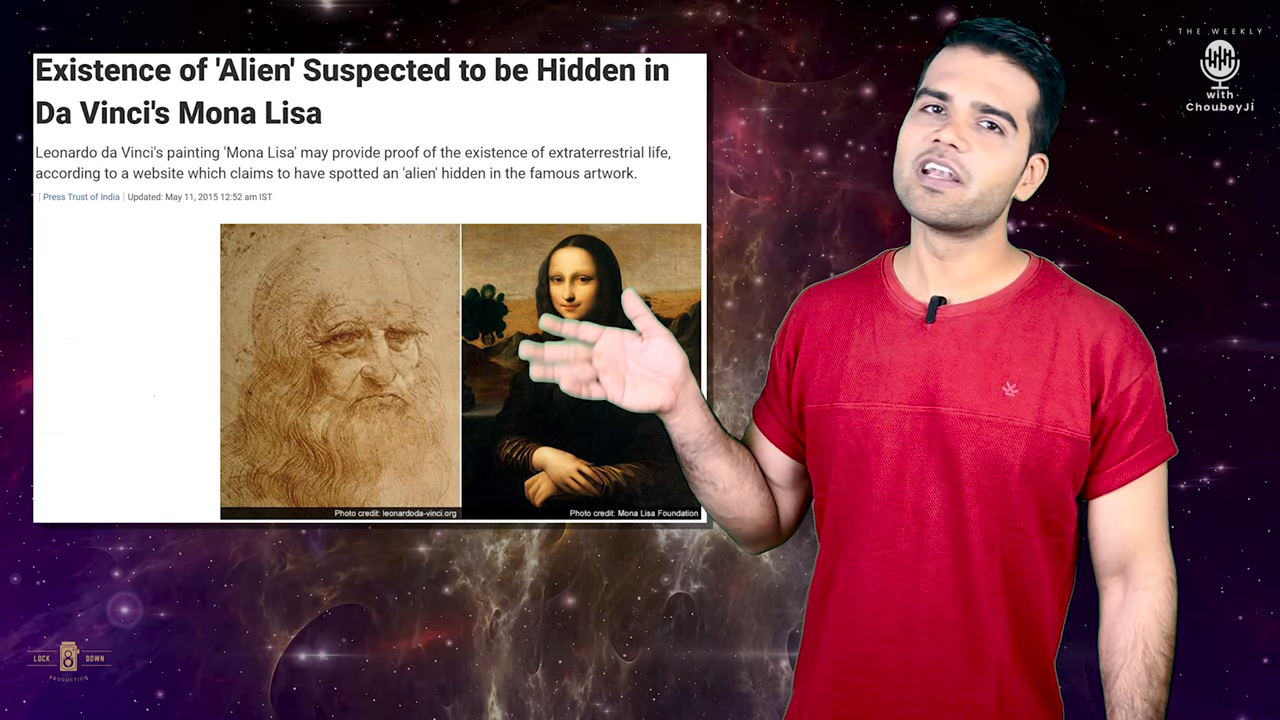 Existence of 'Alien' Suspected to be Hidden in
Da Vinci's Mona Lisa
Leonardo da Vinci's painting 'Mona Lisa' may provide proof of the existence of extraterrestrial life,
according to a website which claims to have spotted an 'alien' hidden in the famous artwork.
| Press Trust of India | Updated: May 11, 2015 12:52 am IST
Photo credit: leonardoda-vinci.org
Photo credit: Mona Lisa Foundation
THE WEEKLY
with
ChoubeyJi
LOCK 8 DOWN
PRODUCTION